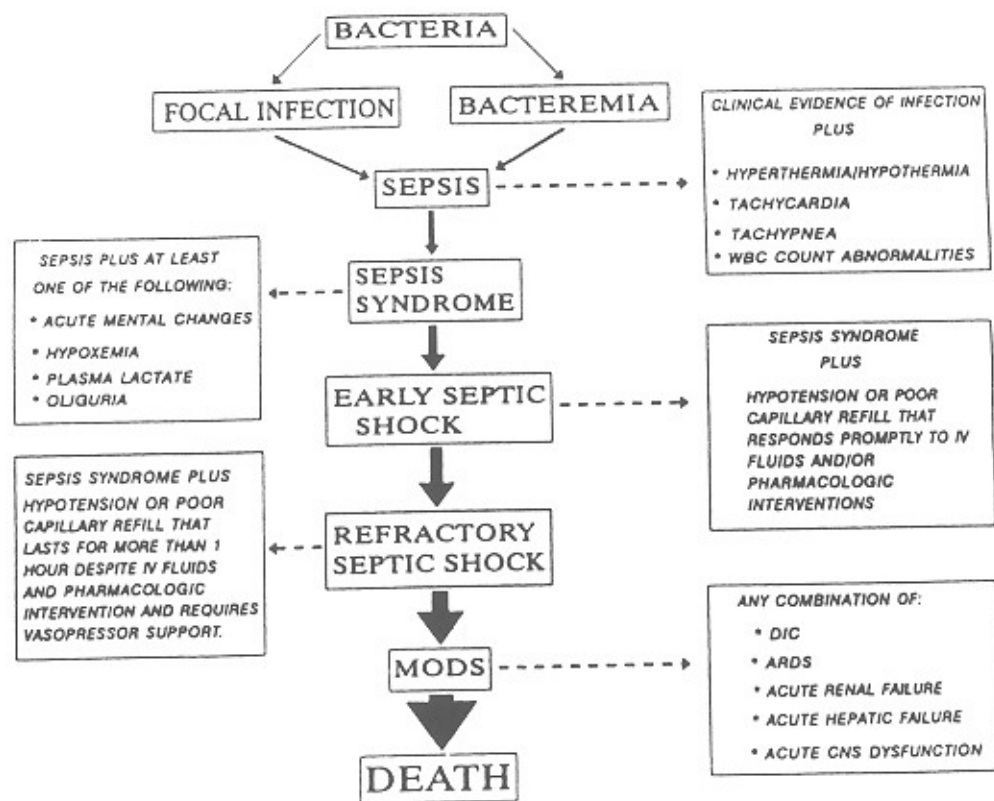 BACTERIA
FOCAL INFECTION
BACTEREMIA
CLINICAL EVIDENCE OF INFECTION
PLUS
* HYPERTHERMIA/HYPOTHERMIA
* TACHYCARDIA
* TACHYPNEA
* WBC COUNT ABNORMALITIES
SEPSIS
SEPSIS PLUS AT LEAST
ONE OF THE FOLLOWING:
* ACUTE MENTAL CHANGES
* HYPOXEMIA
* PLASMA LACTATE
* OLIGURIA
SEPSIS
SYNDROME
SEPSIS SYNDROME
PLUS
HYPOTENSION OR POOR
CAPILLARY REFILL THAT
RESPONDS PROMPTLY TO IV
FLUIDS AND/OR
PHARMACOLOGIC
INTERVENTIONS
EARLY SEPTIC
SHOCK
SEPSIS SYNDROME PLUS
HYPOTENSION OR POOR
CAPILLARY REFILL THAT
LASTS FOR MORE THAN 1
HOUR DESPITE IV FLUIDS
AND PHARMACOLOGIC
INTERVENTION AND REQUIRES
VASOPRESSOR SUPPORT.
REFRACTORY
SEPTIC SHOCK
ANY COMBINATION OF:
* DIC
* ARDS
* ACUTE RENAL FAILURE
* ACUTE HEPATIC FAILURE
* ACUTE CNS DYSFUNCTION
MODS
DEATH